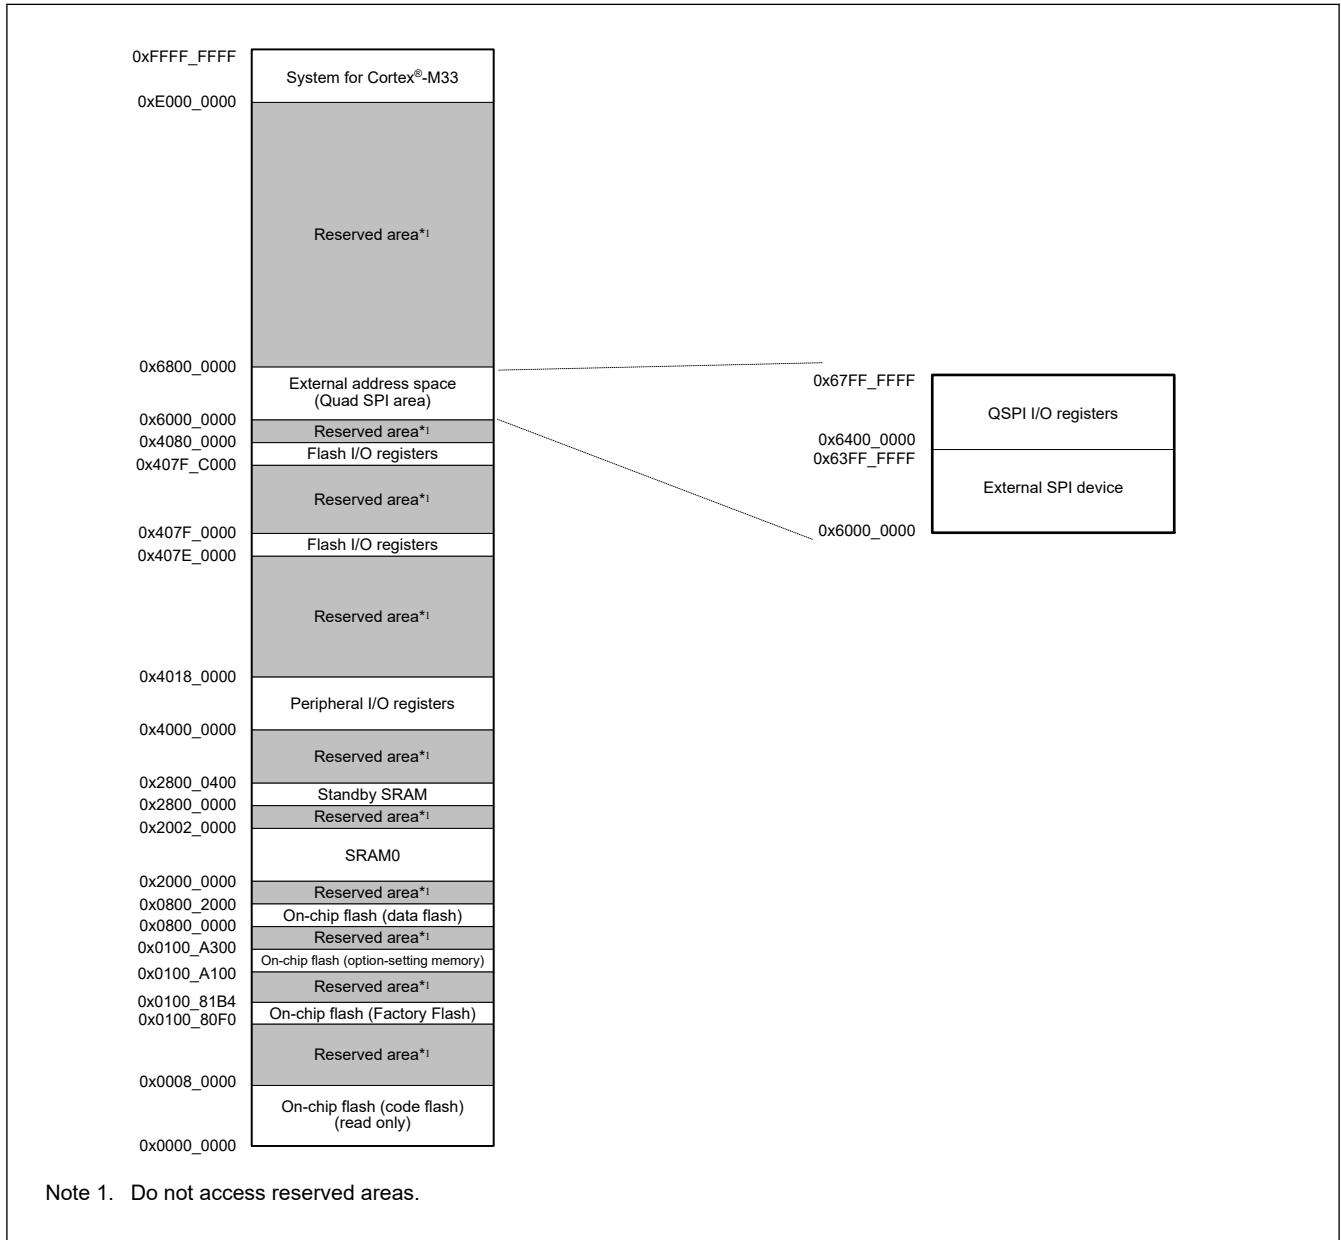 0xFFFF_FFFF
System for Cortex®-M33
0xE000_0000
Reserved area*1
0x6800_0000
External address space
(Quad SPI area)
0x6000_0000
Reserved area*1
0x4080_0000
Flash I/O registers
0x407F_C000
Reserved area*1
0x407F_0000
Flash I/O registers
0x407E_0000
Reserved area*1
0x4018_0000
Peripheral I/O registers
0x4000_0000
Reserved area*1
0x2800_0400
Standby SRAM
0x2800_0000
Reserved area*1
0x2002_0000
SRAM0
0x2000_0000
Reserved area*1
0x0800_2000
On-chip flash (data flash)
0x0800_0000
Reserved area*1
0x0100_A300
On-chip flash (option-setting memory)
0x0100_A100
Reserved area*1
0x0100_81B4
On-chip flash (Factory Flash)
0x0100_80F0
Reserved area*1
0x0008_0000
On-chip flash (code flash)
(read only)
0x0000_0000
0x67FF_FFFF
QSPI I/O registers
0x6400_0000
0x63FF_FFFF
External SPI device
0x6000_0000
Note 1. Do not access reserved areas.